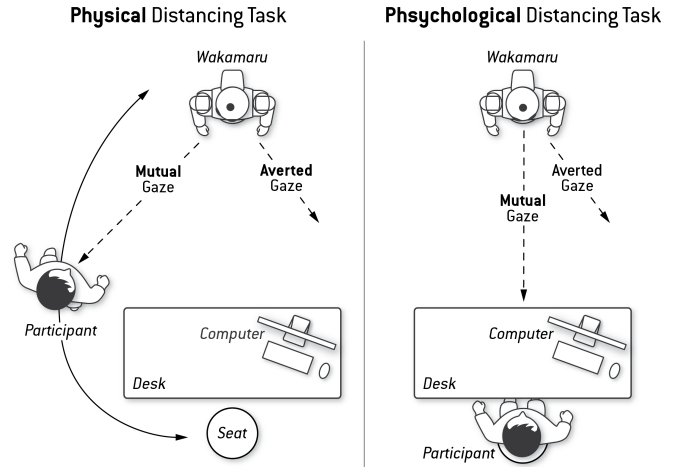 Physical Distancing Task
Wakamaru
Mutual
Gaze
Averted
Gaze
Participant
Computer
Desk
Seat
Phsychological Distancing Task
Wakamaru
Averted
Gaze
Mutual
Gaze
Computer
Desk
Participant